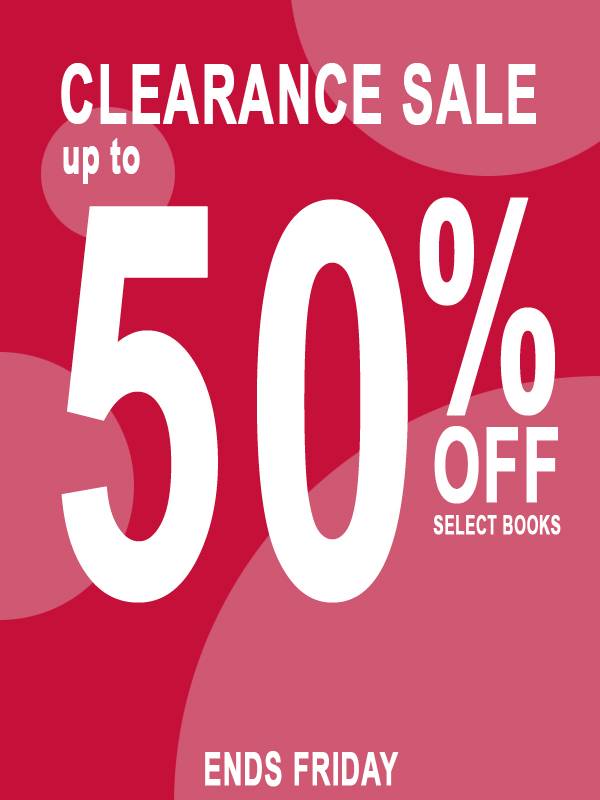 CLEARANCE SALE
up to
50%
OFF
SELECT BOOKS
ENDS FRIDAY